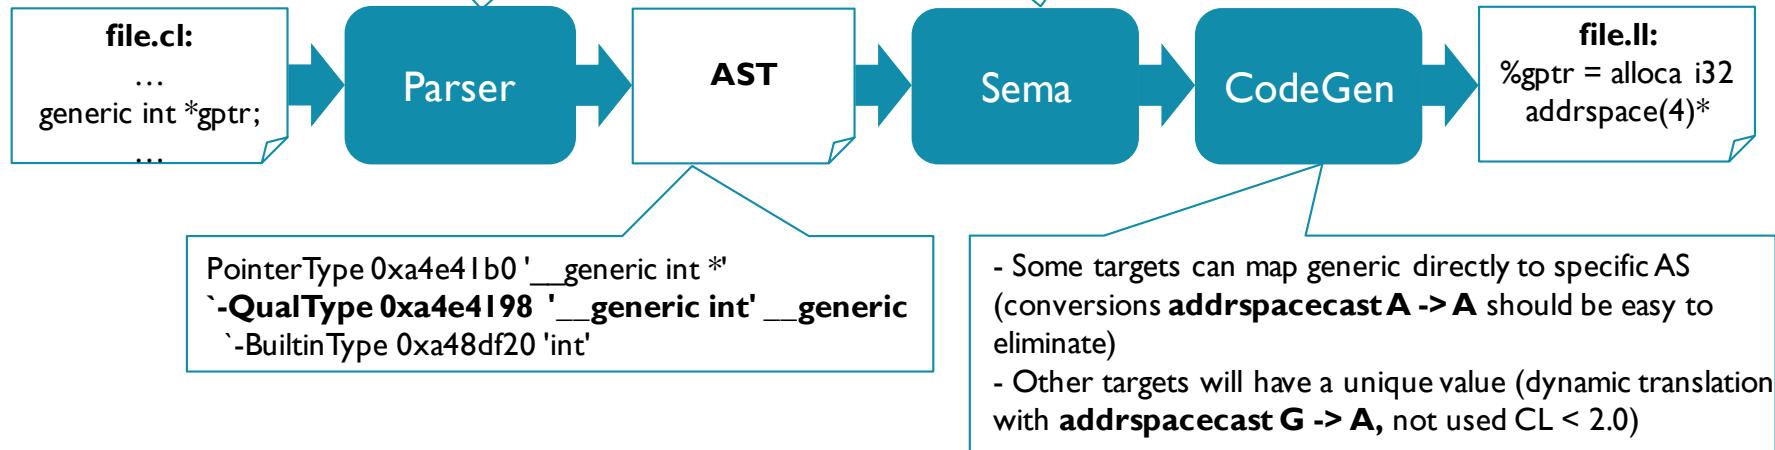 file.cl:
…
generic int *gptr;
…
Parser
AST
Sema
CodeGen
file.ll:
%gptr = alloca i32
addrspace(4)*
PointerType 0xa4e41b0 '__generic int *'
`-QualType 0xa4e4198 '__generic int' __generic
`-BuiltinType 0xa48df20 'int'
- Some targets can map generic directly to specific AS
(conversions addrspacecast A -> A should be easy to
eliminate)
- Other targets will have a unique value (dynamic translation
with addrspacecast G -> A, not used CL < 2.0)